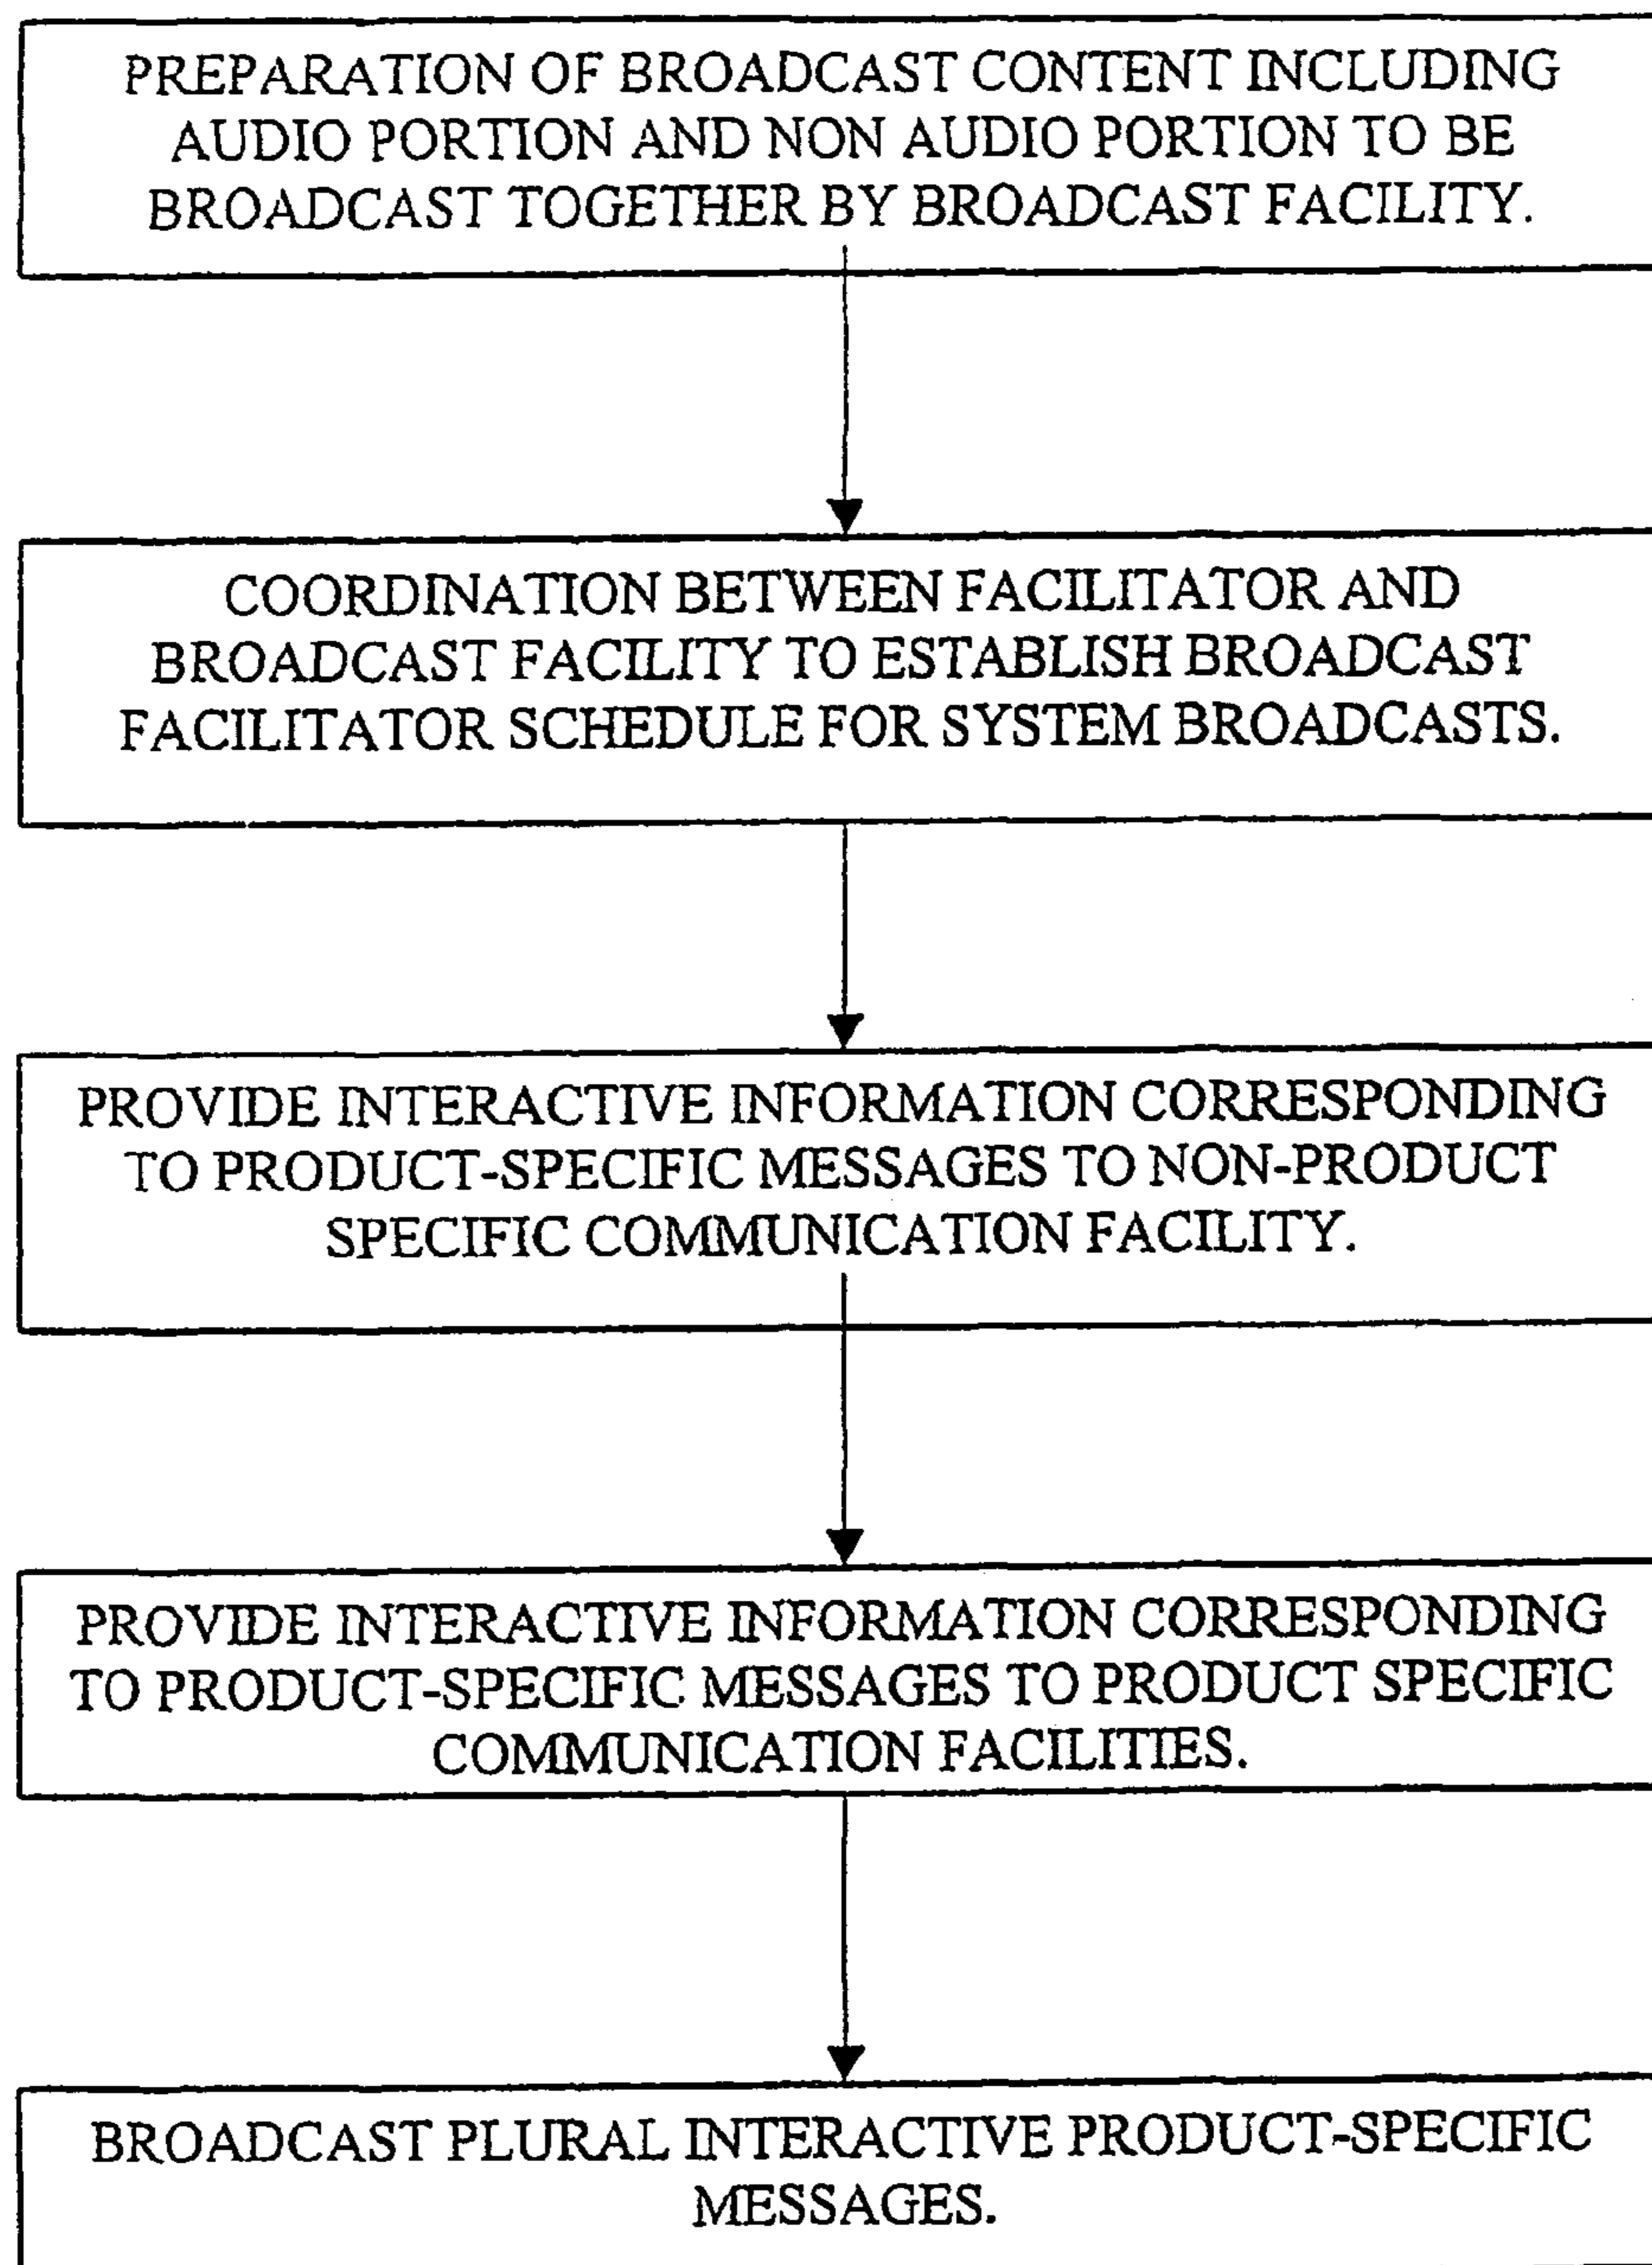 PREPARATION OF BROADCAST CONTENT INCLUDING
AUDIO PORTION AND NON AUDIO PORTION TO BE
BROADCAST TOGETHER BY BROADCAST FACILITY.
COORDINATION BETWEEN FACILITATOR AND
BROADCAST FACILITY TO ESTABLISH BROADCAST
FACILITATOR SCHEDULE FOR SYSTEM BROADCASTS.
PROVIDE INTERACTIVE INFORMATION CORRESPONDING
TO PRODUCT-SPECIFIC MESSAGES TO NON-PRODUCT
SPECIFIC COMMUNICATION FACILITY.
PROVIDE INTERACTIVE INFORMATION CORRESPONDING
TO PRODUCT-SPECIFIC MESSAGES TO PRODUCT SPECIFIC
COMMUNICATION FACILITIES.
BROADCAST PLURAL INTERACTIVE PRODUCT-SPECIFIC
MESSAGES.